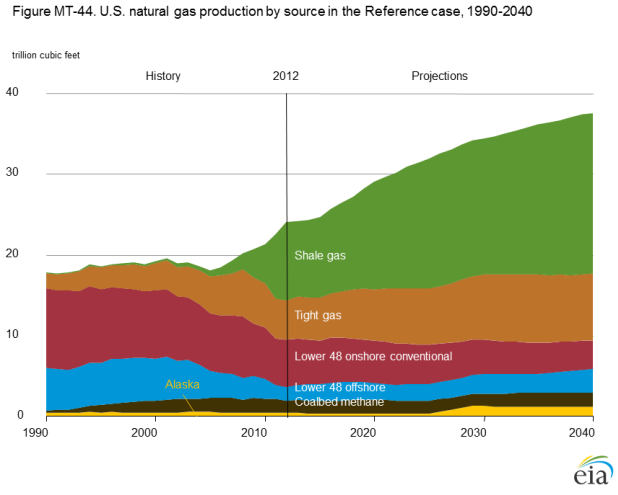 Figure MT-44. U.S. natural gas production by source in the Reference case, 1990-2040
trillion cubic feet
History 2012 Projections
40
30
20
10
0
Shale gas
Tight gas
Lower 48 onshore conventional
Lower 48 offshore
Alaska
Coalbed methane
1990 2000 2010 2020 2030 2040
eia